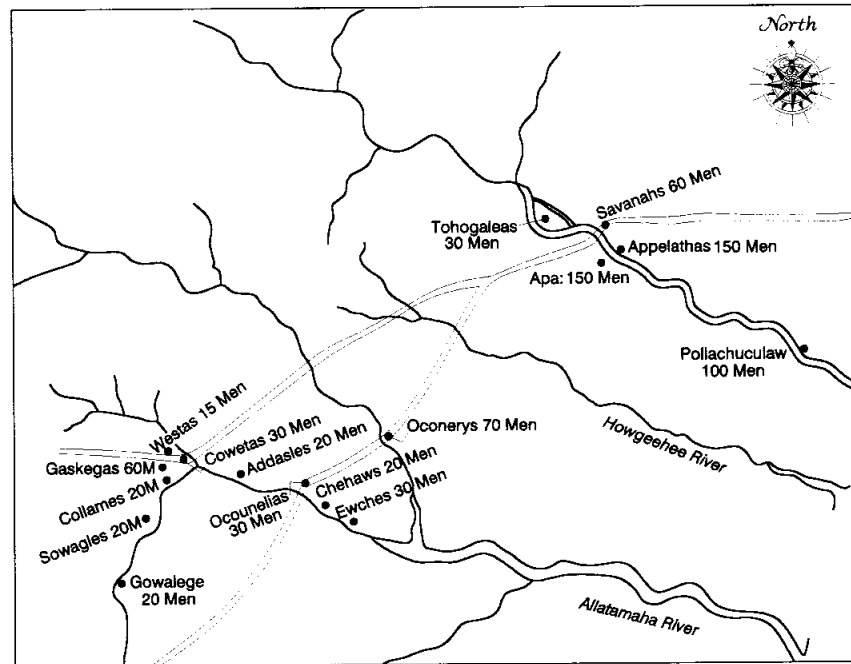 North
Savanahs 60 Men
Tohogaleas
30 Men
Appelathas 150 Men
Apa: 150 Men
Pollachuculaw
100 Men
Westas 15 Men
Cowetas 30 Men
Addasles 20 Men
Oconerys 70 Men
Howgeehee River
Gaskegas 60M
Collames 20M
Chehaws 20 Men
Ocounelias
30 Men
Ewches 30 Men
Sowagles 20M
Gowalege
20 Men
Allatamaha River